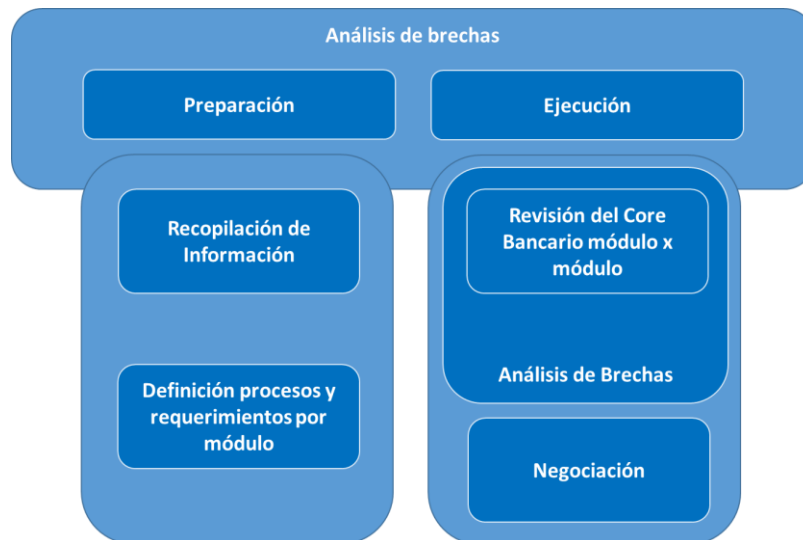 Análisis de brechas
Preparación
Ejecución
Recopilación de
Información
Definición procesos y
requerimientos por
módulo
Revisión del Core
Bancario módulo x
módulo
Análisis de Brechas
Negociación